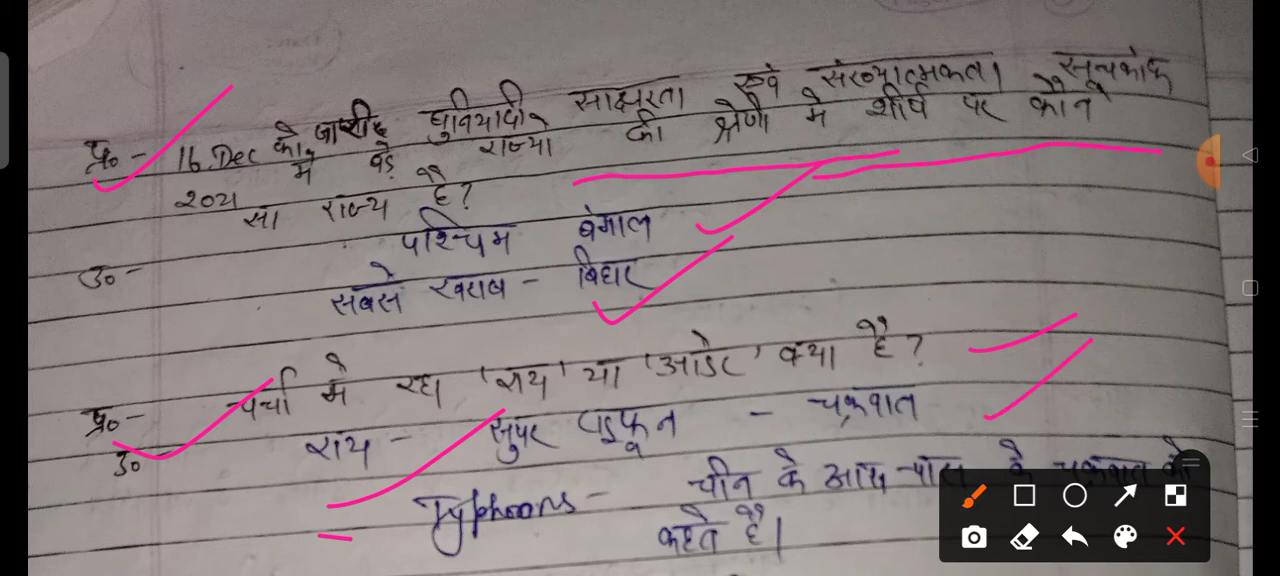 प्र०- 16 Dec को जारी बुनियादी साक्षरता एवं संख्यात्मकता सूचकांक
2021 में बड़े राज्यो की श्रेणी में शीर्ष पर कौन
सा राज्य है?
उ०- पश्चिम बंगाल
सबसे खराब - बिहार
प्र०- चर्चा में रहा 'राय' या 'ओडेट' क्या है?
उ० राय - सुपर टाइफून - चक्रवात
Typhoons - चीन के आस-पास के चक्रवात को
कहते है।